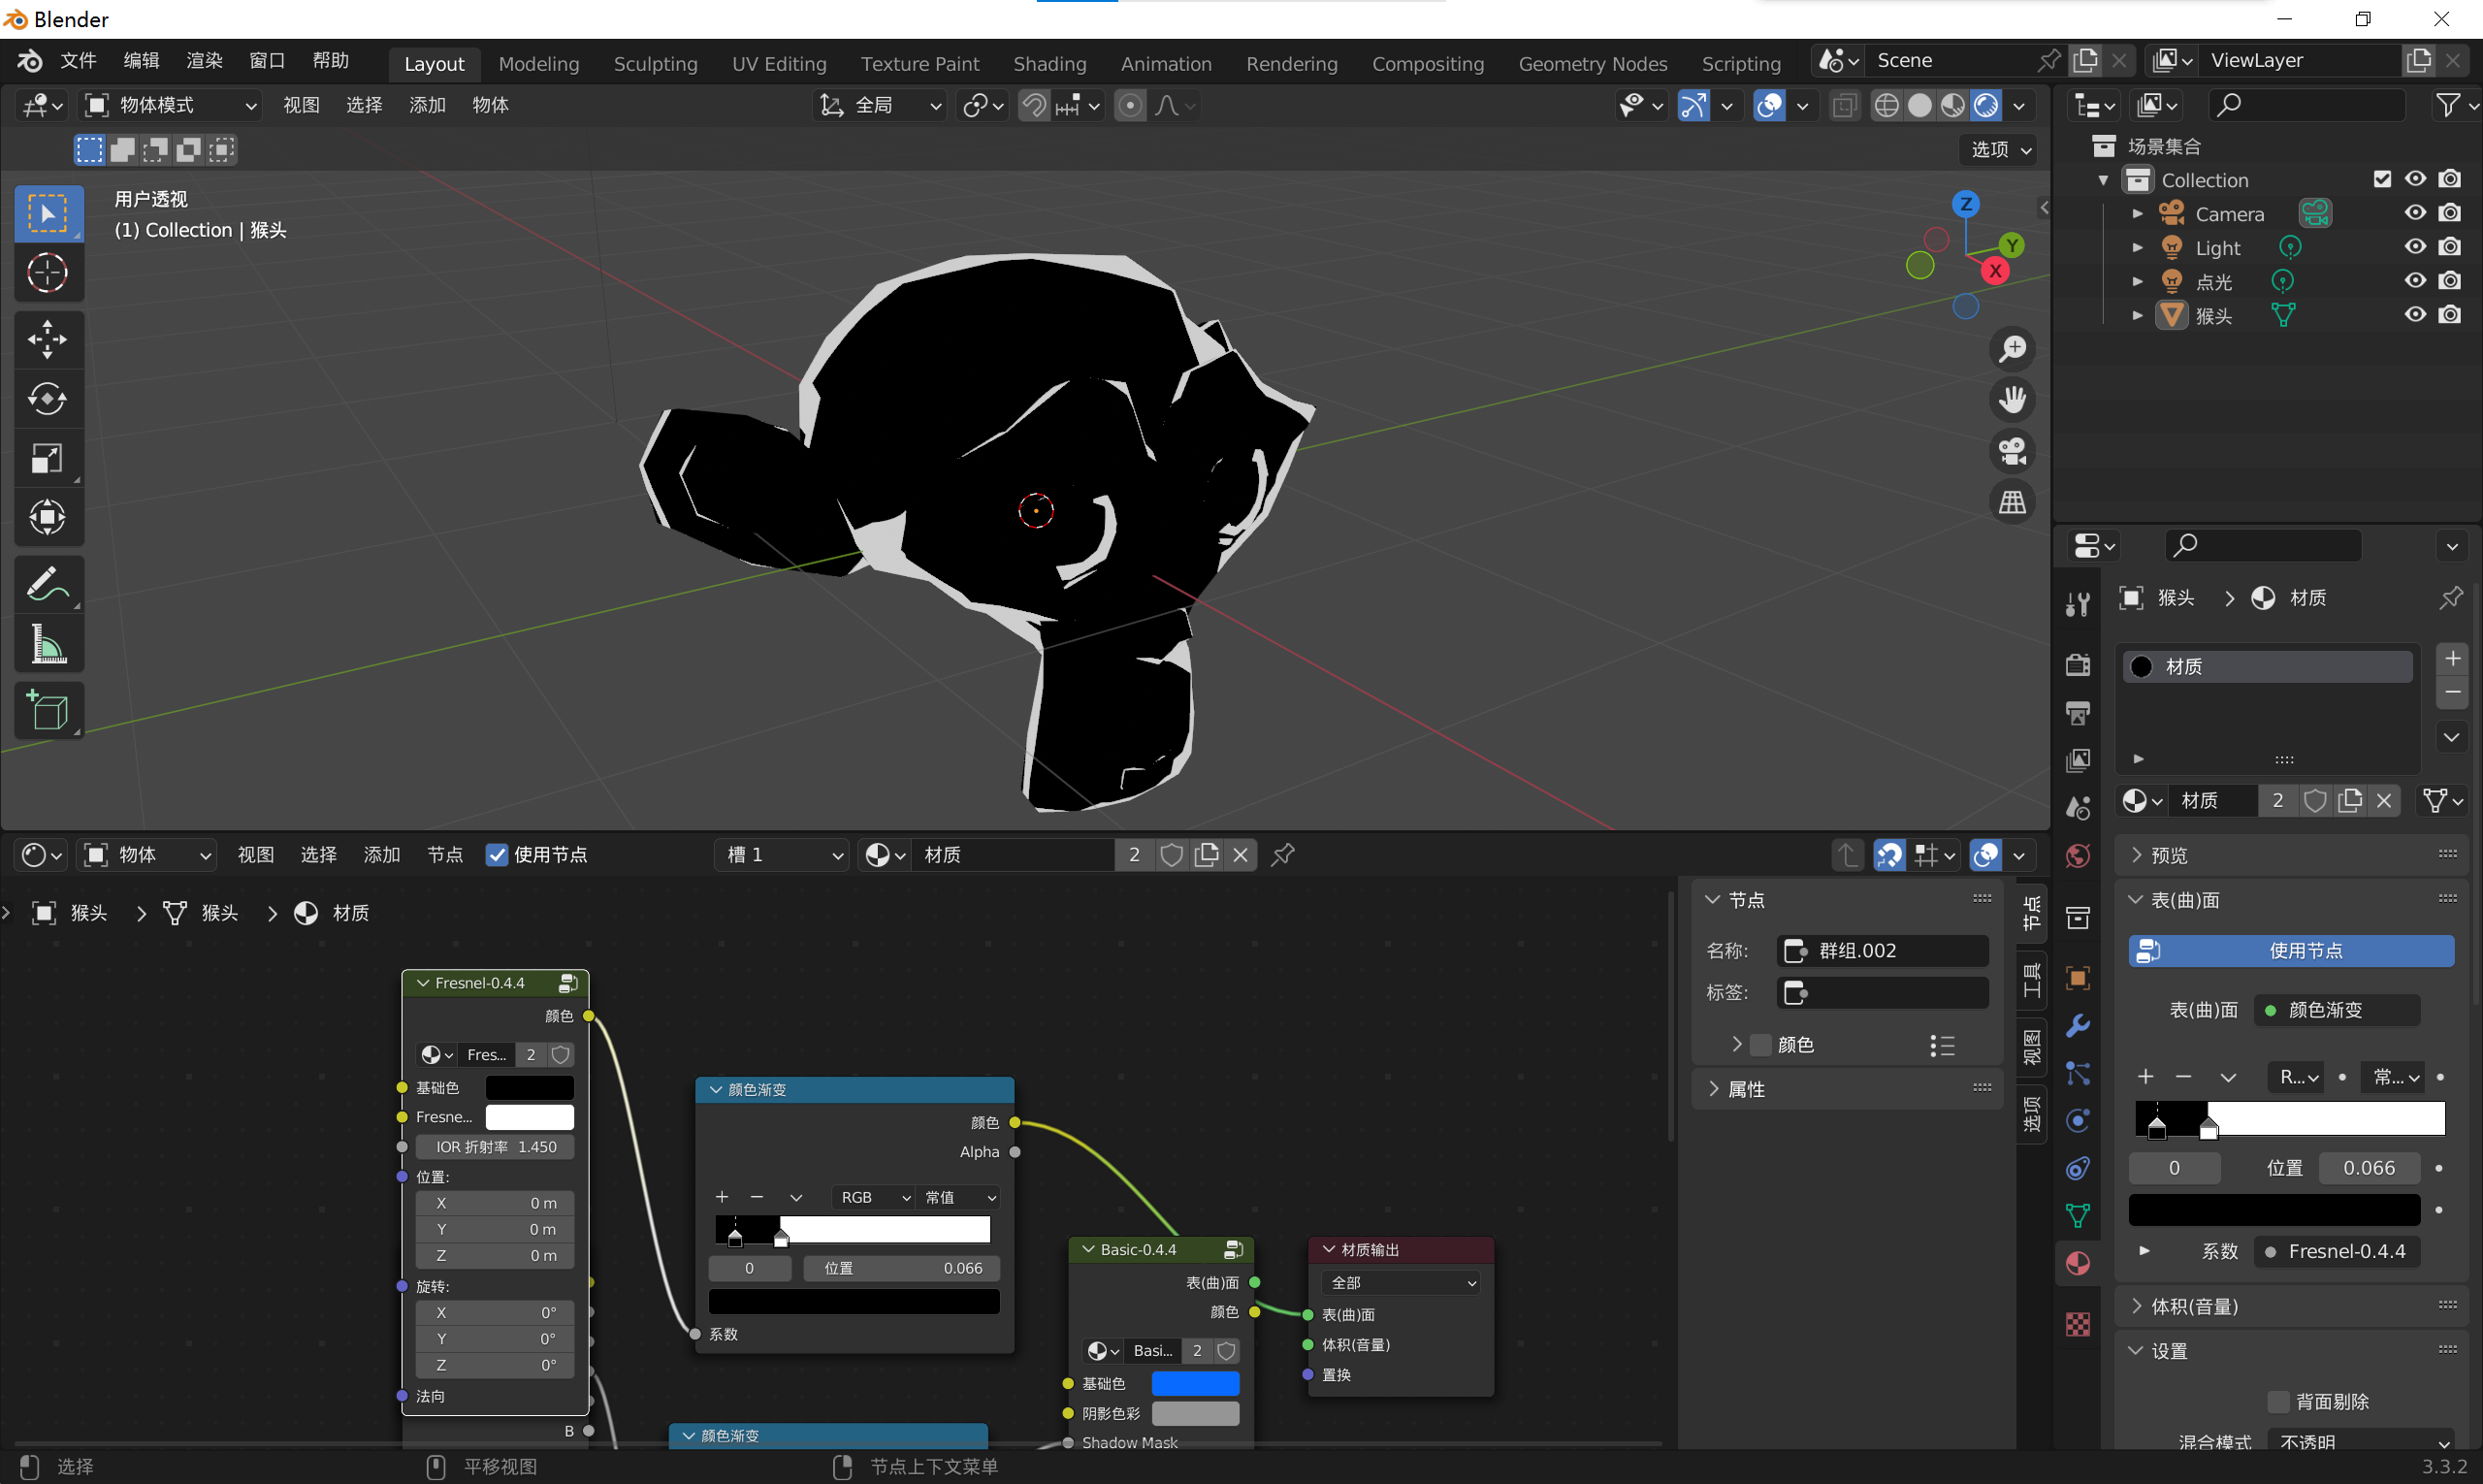 Blender
文件 编辑 渲染 窗口 帮助 Layout Modeling Sculpting UV Editing Texture Paint Shading Animation Rendering Compositing Geometry Nodes Scripting Scene ViewLayer
物体模式 视图 选择 添加 物体 全局
选项
用户透视
(1) Collection | 猴头
Z
Y
X
场景集合
Collection
Camera
Light
点光
猴头
猴头 材质
材质
材质 2
预览
表(曲)面
使用节点
表(曲)面 颜色渐变
R... 常...
0 位置 0.066
系数 Fresnel-0.4.4
体积(音量)
设置
背面剔除
混合模式 不透明
物体 视图 选择 添加 节点 使用节点 槽 1 材质 2
猴头 猴头 材质
Fresnel-0.4.4
颜色
Fres... 2
基础色
Fresne...
IOR 折射率 1.450
位置:
X 0 m
Y 0 m
Z 0 m
旋转:
X 0°
Y 0°
Z 0°
法向
B
颜色渐变
颜色
Alpha
RGB 常值
0 位置 0.066
系数
颜色渐变
Basic-0.4.4
表(曲)面
颜色
Basi... 2
基础色
阴影色彩
Shadow Mask
材质输出
全部
表(曲)面
体积(音量)
置换
节点
名称: 群组.002
标签:
颜色
属性
节点
工具
视图
选项
选择 平移视图 节点上下文菜单 3.3.2